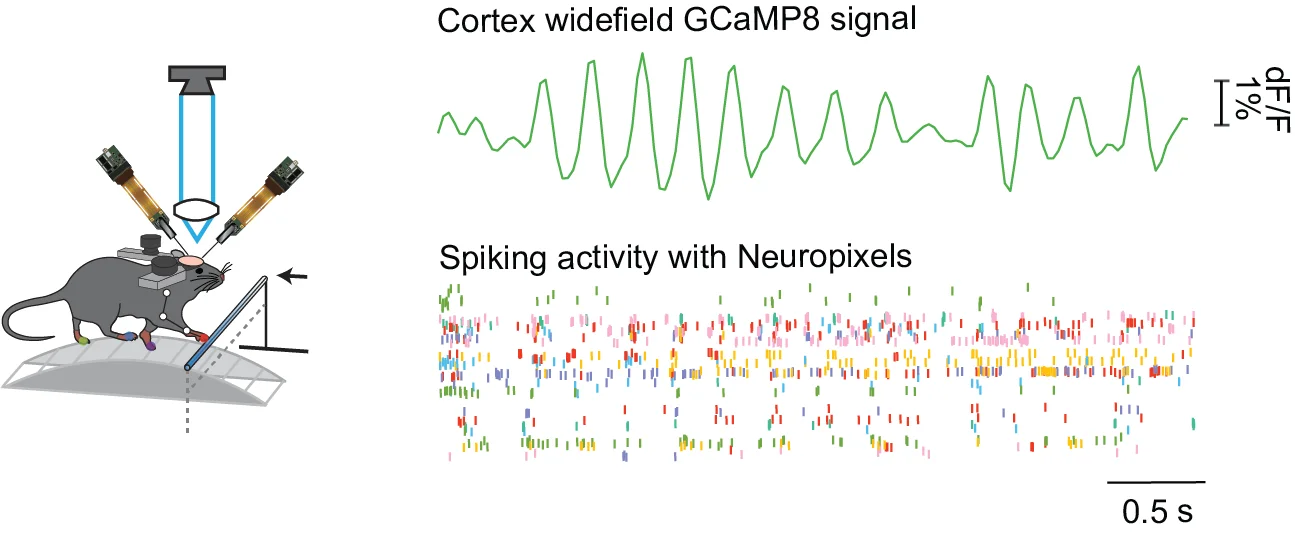 Cortex widefield GCaMP8 signal
1%
dF/F
Spiking activity with Neuropixels
0.5 s